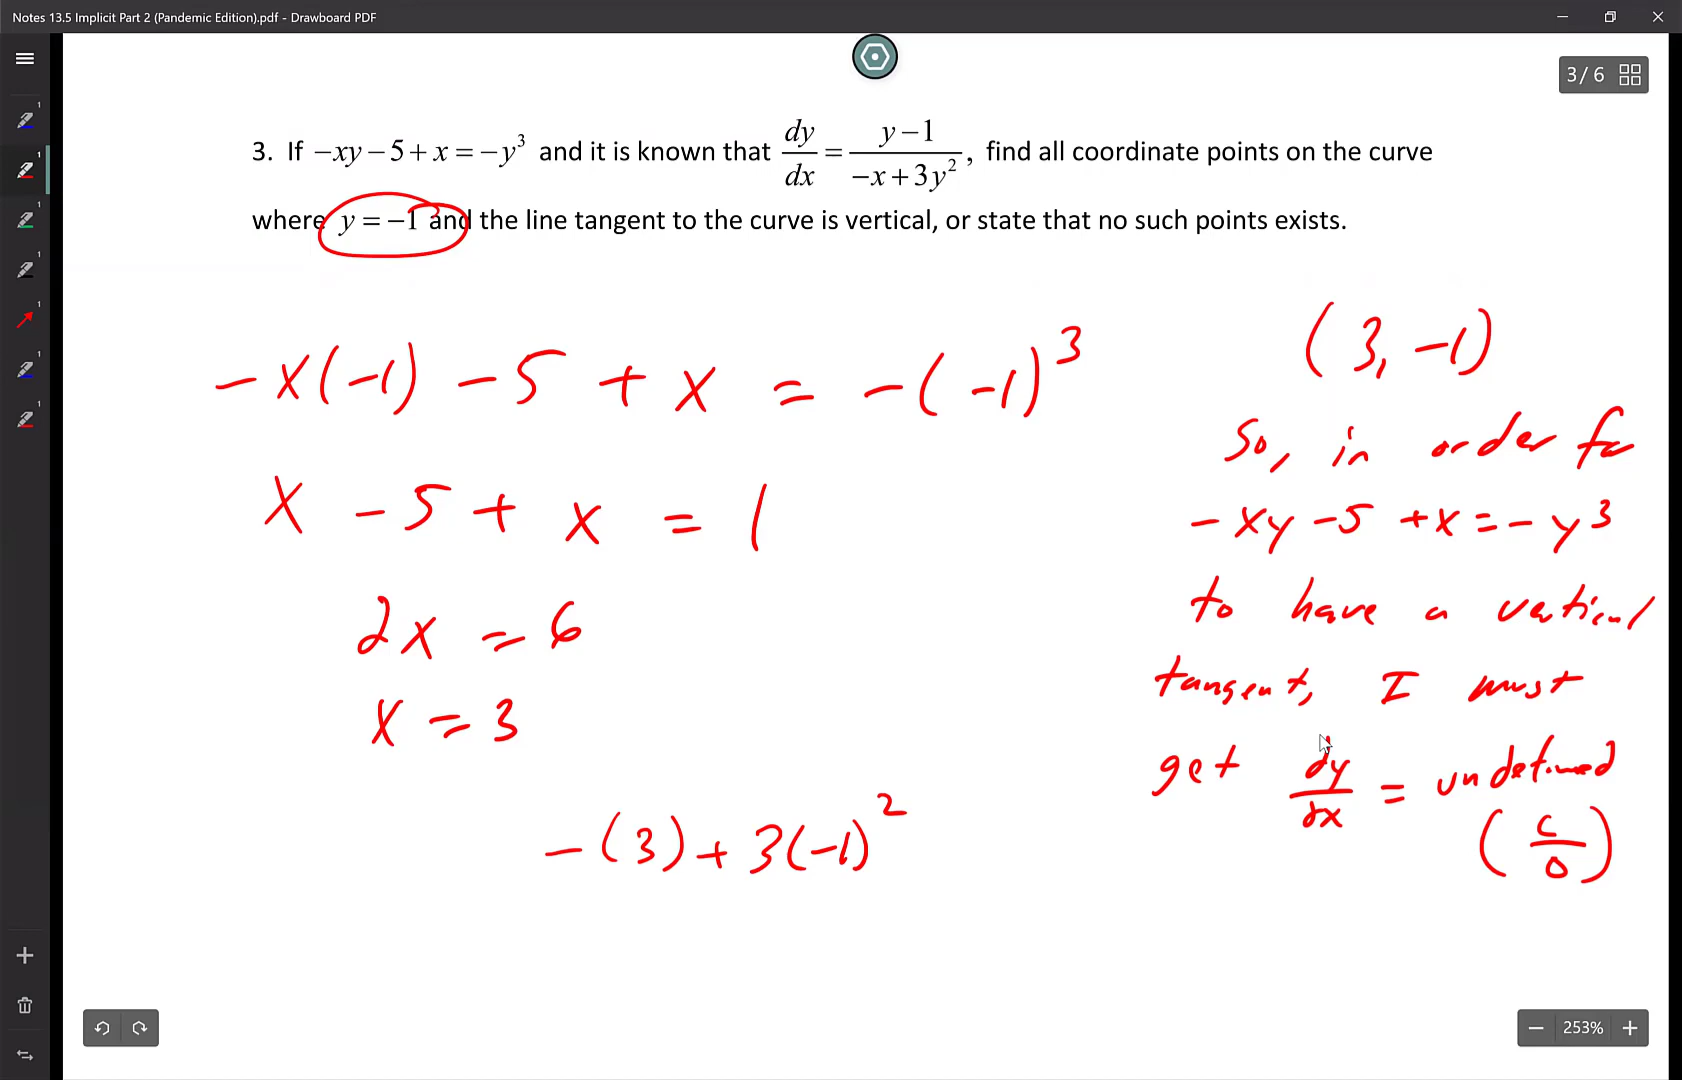 Notes 13.5 Implicit Part 2 (Pandemic Edition).pdf - Drawboard PDF
3 / 6
3. If −xy − 5 + x = −y³ and it is known that dy/dx = (y − 1)/(−x + 3y²), find all coordinate points on the curve
where y = −1 and the line tangent to the curve is vertical, or state that no such points exists.
−x(−1) − 5 + x = −(−1)³
x − 5 + x = 1
2x = 6
x = 3
−(3) + 3(−1)²
(3, −1)
So, in order for
−xy − 5 + x = −y³
to have a vertical
tangent, I must
get dy/dx = undefined
(c/0)
253%